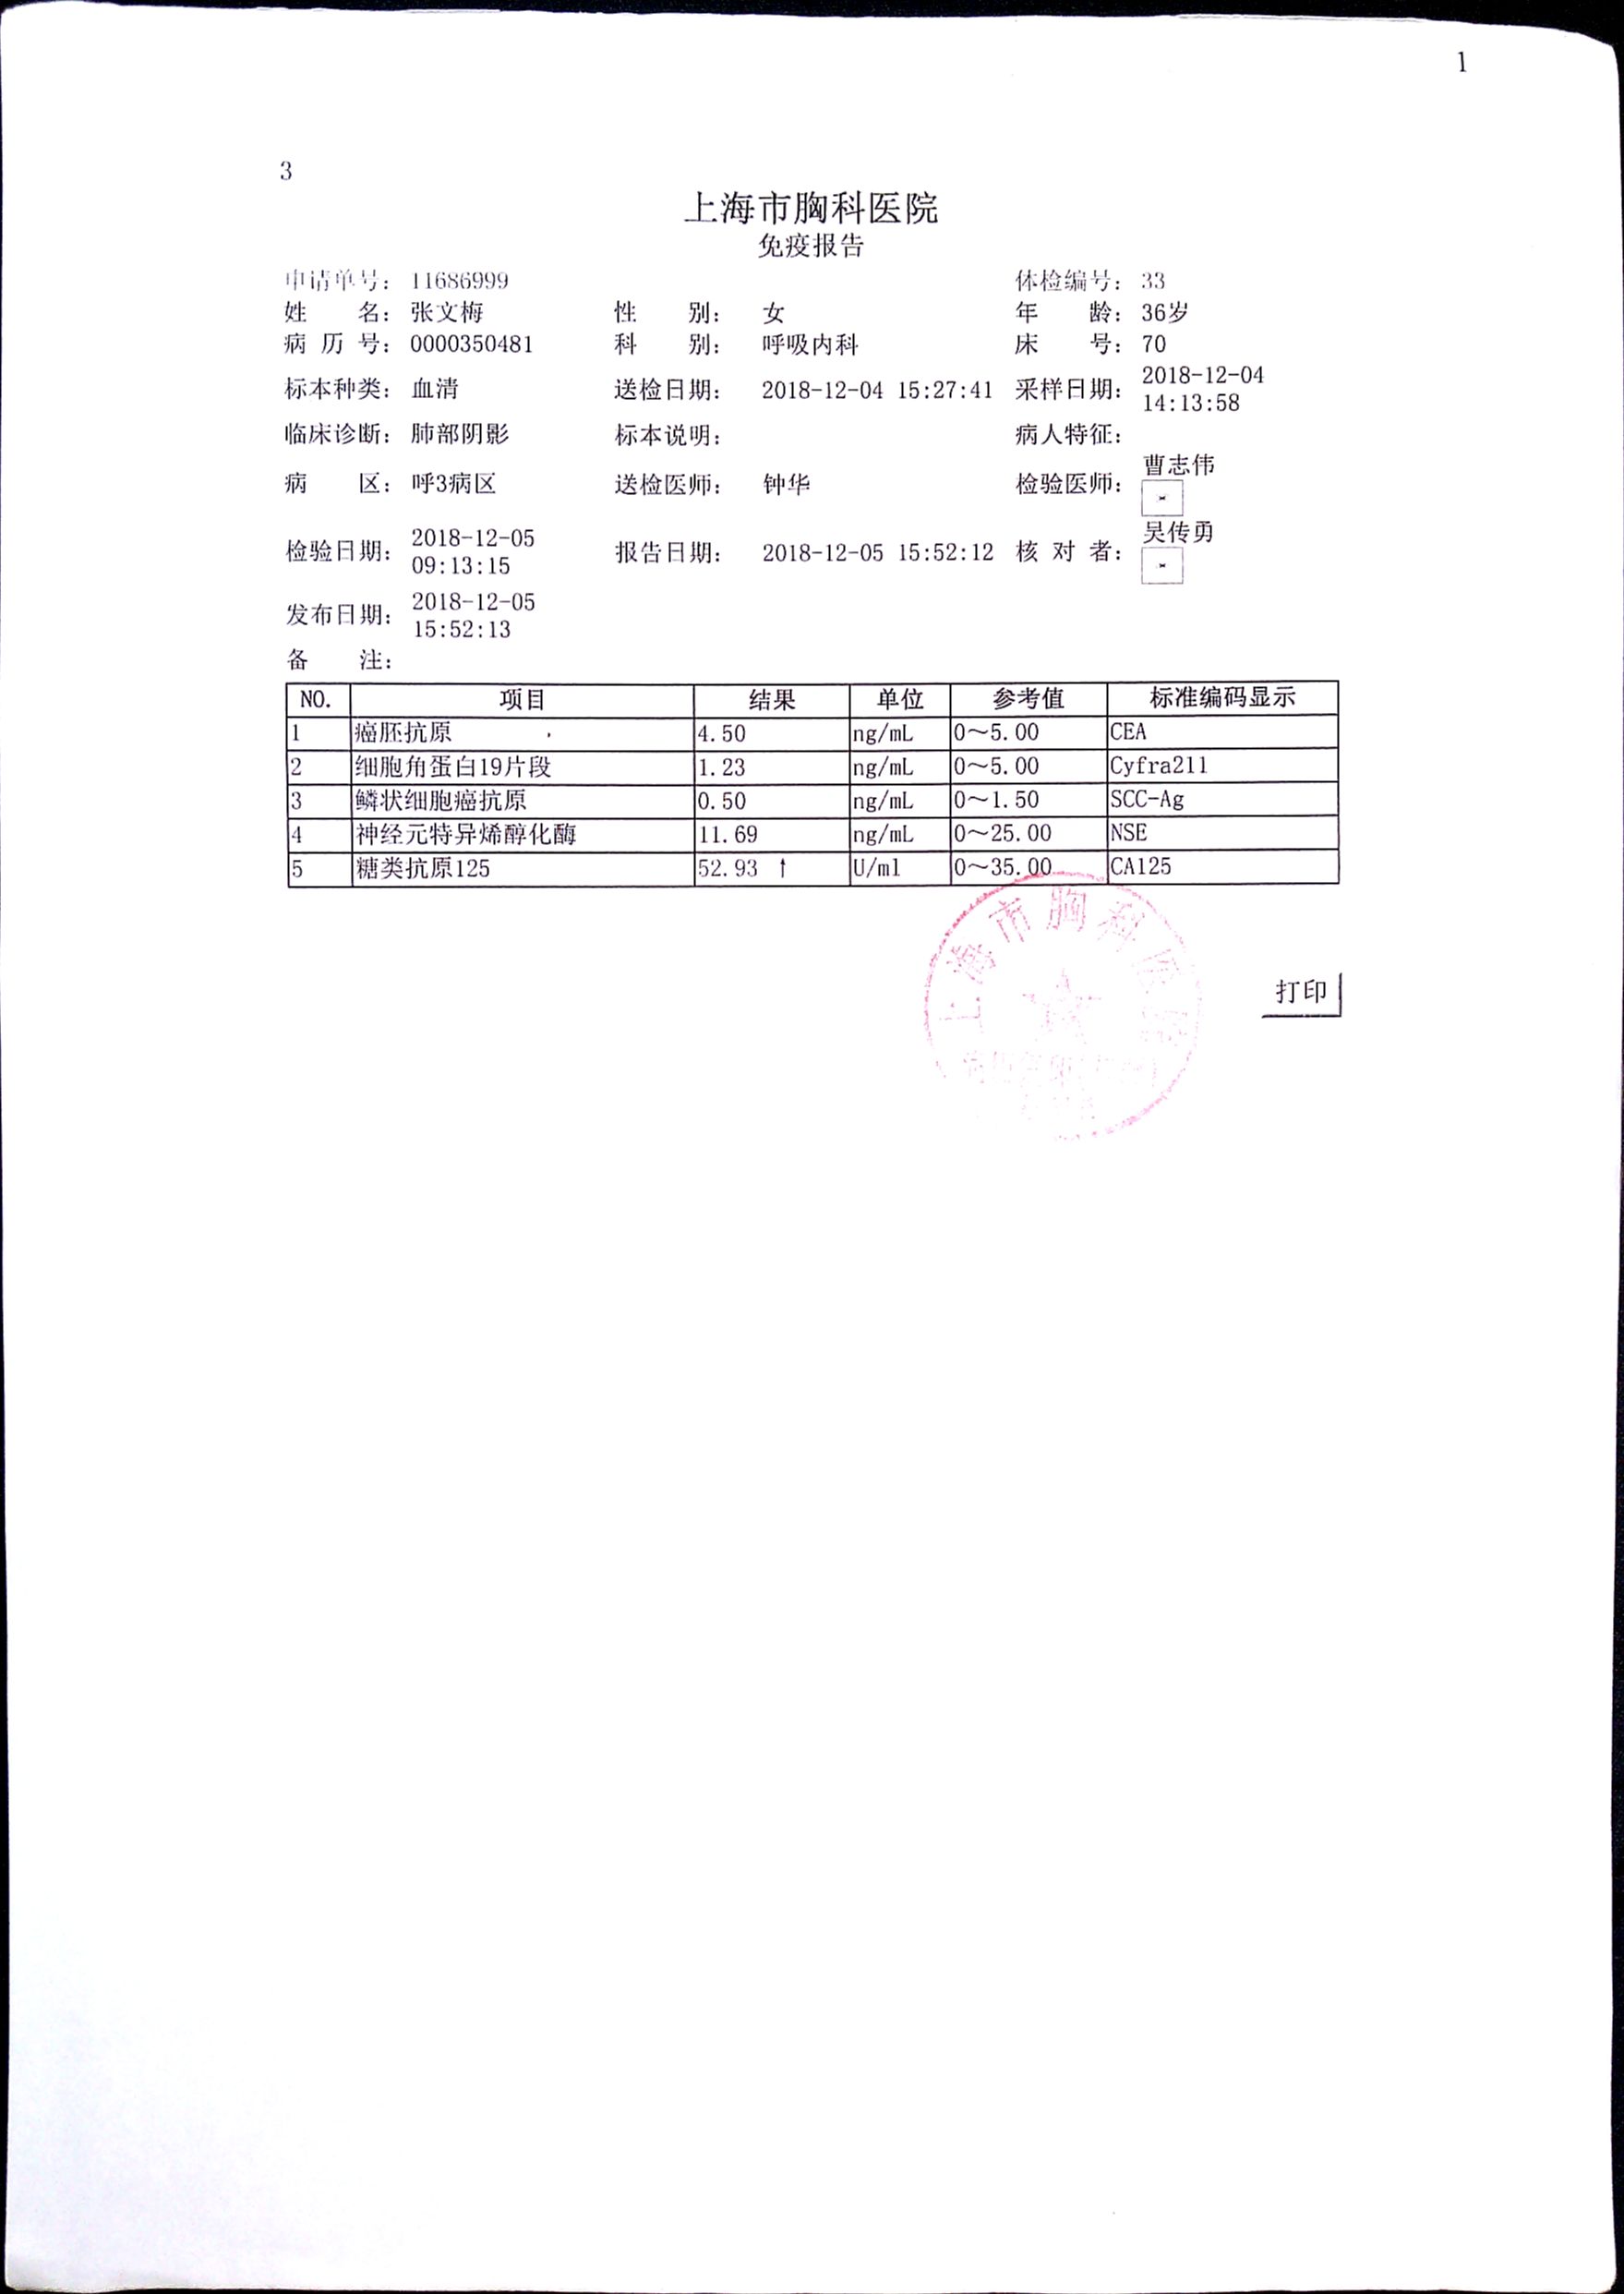 1
3
上海市胸科医院
免疫报告
申请单号: 11686999 体检编号: 33
姓 名: 张文梅 性 别: 女 年 龄: 36岁
病 历 号: 0000350481 科 别: 呼吸内科 床 号: 70
标本种类: 血清 送检日期: 2018-12-04 15:27:41 采样日期: 2018-12-04 14:13:58
临床诊断: 肺部阴影 标本说明: 病人特征:
病 区: 呼3病区 送检医师: 钟华 检验医师: 曹志伟
检验日期: 2018-12-05 09:13:15 报告日期: 2018-12-05 15:52:12 核 对 者: 吴传勇
发布日期: 2018-12-05 15:52:13
备 注:
NO. 项目 结果 单位 参考值 标准编码显示
1 癌胚抗原 4.50 ng/mL 0~5.00 CEA
2 细胞角蛋白19片段 1.23 ng/mL 0~5.00 Cyfra211
3 鳞状细胞癌抗原 0.50 ng/mL 0~1.50 SCC-Ag
4 神经元特异烯醇化酶 11.69 ng/mL 0~25.00 NSE
5 糖类抗原125 52.93 ↑ U/ml 0~35.00 CA125
上海市胸科医院
打印